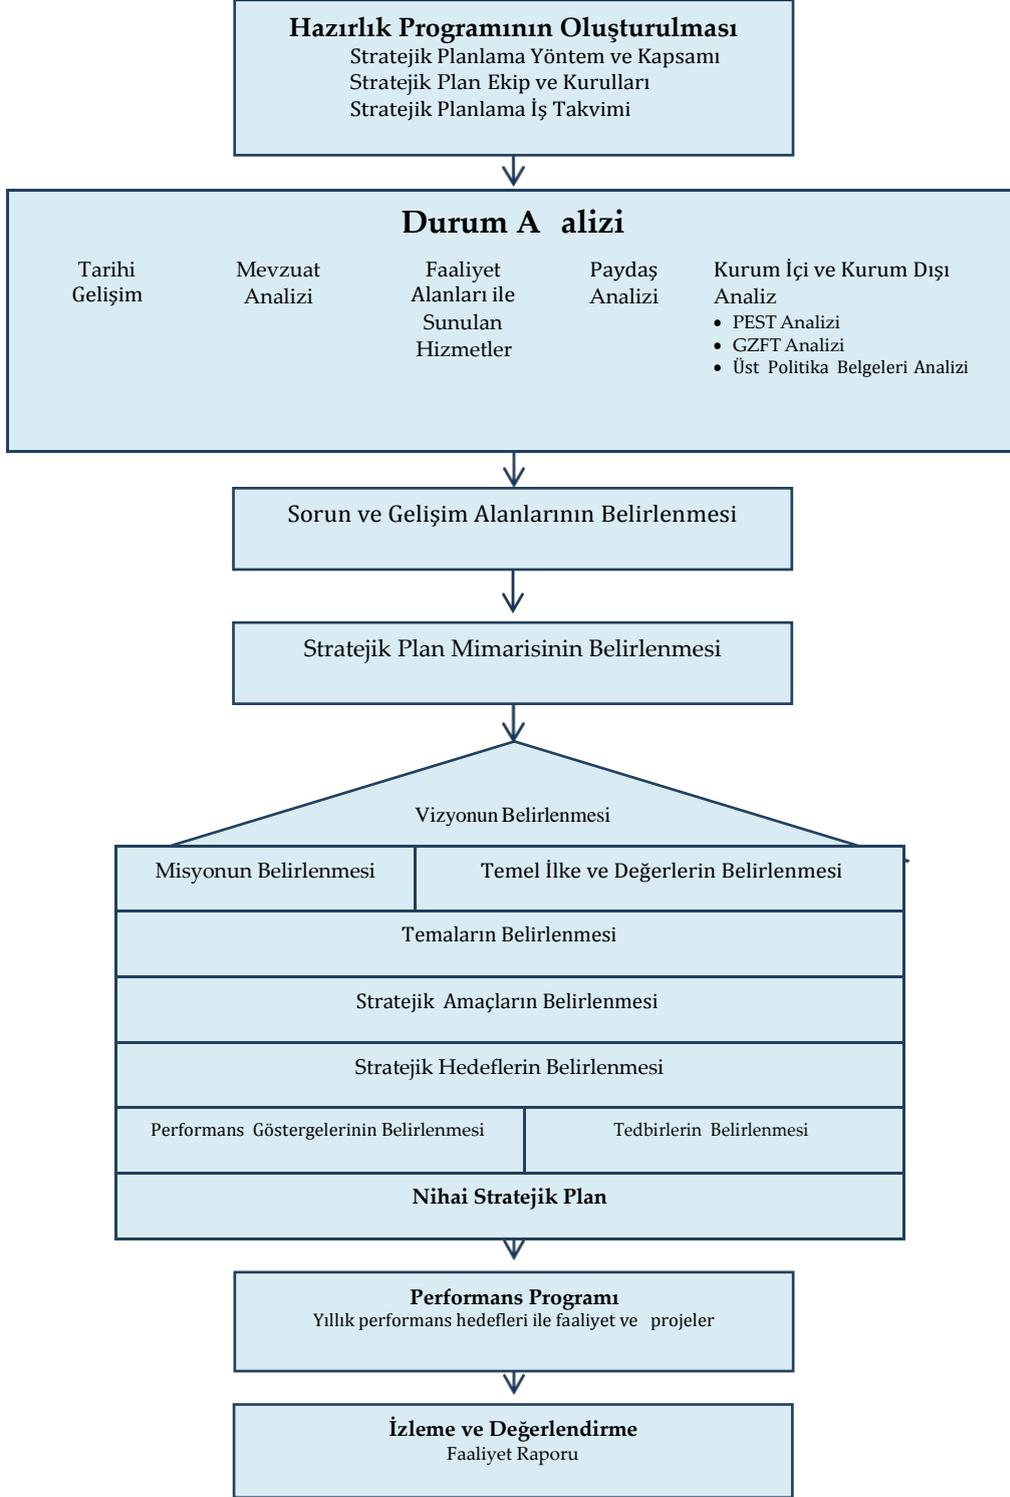 Hazırlık Programının Oluşturulması
Stratejik Planlama Yöntem ve Kapsamı
Stratejik Plan Ekip ve Kurulları
Stratejik Planlama İş Takvimi
Durum A alizi
Tarihi
Gelişim
Mevzuat
Analizi
Faaliyet
Alanları ile
Sunulan
Hizmetler
Paydaş
Analizi
Kurum İçi ve Kurum Dışı
Analiz
• PEST Analizi
• GZFT Analizi
• Üst Politika Belgeleri Analizi
Sorun ve Gelişim Alanlarının Belirlenmesi
Stratejik Plan Mimarisinin Belirlenmesi
Vizyonun Belirlenmesi
Misyonun Belirlenmesi
Temel İlke ve Değerlerin Belirlenmesi
Temaların Belirlenmesi
Stratejik Amaçların Belirlenmesi
Stratejik Hedeflerin Belirlenmesi
Performans Göstergelerinin Belirlenmesi
Tedbirlerin Belirlenmesi
Nihai Stratejik Plan
Performans Programı
Yıllık performans hedefleri ile faaliyet ve projeler
İzleme ve Değerlendirme
Faaliyet Raporu